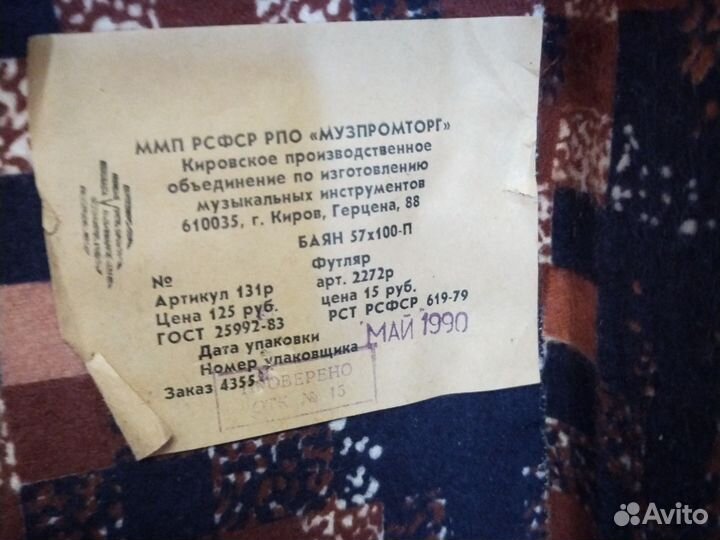 ММП РСФСР РПО «МУЗПРОМТОРГ»
Кировское производственное
объединение по изготовлению
музыкальных инструментов
610035, г. Киров, Герцена, 88
БАЯН 57х100-П
№
Артикул 131р
Цена 125 руб.
ГОСТ 25992-83
Футляр
арт. 2272р
цена 15 руб.
РСТ РСФСР 619-79
Дата упаковки МАЙ 1990
Номер упаковщика
Заказ 4355
ПРОВЕРЕНО
ОТК № 15
Avito